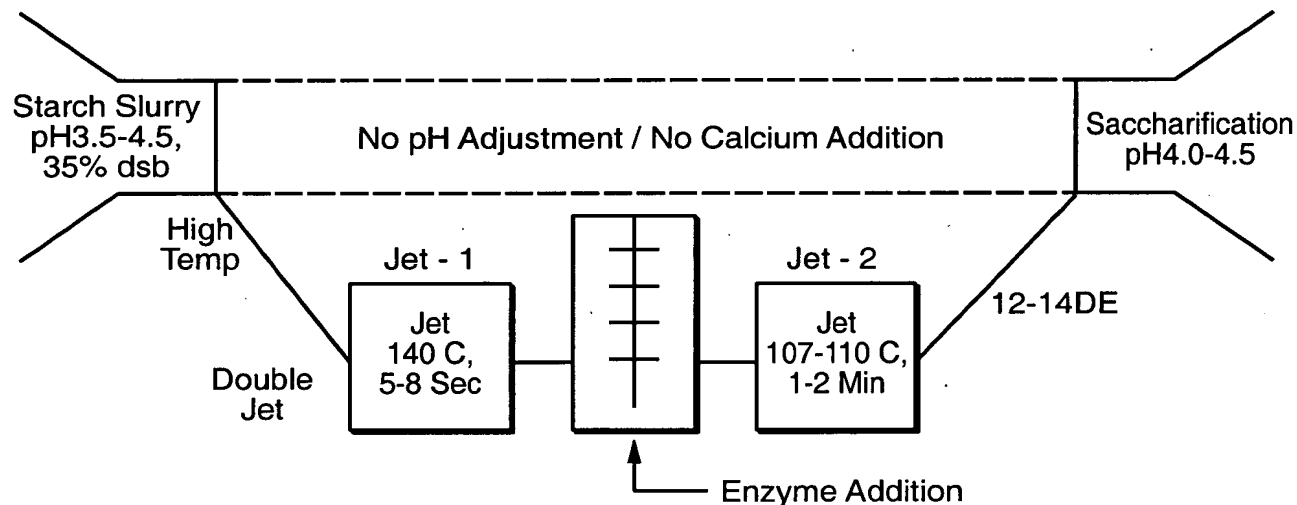 Starch Slurry
pH3.5-4.5,
35% dsb
No pH Adjustment / No Calcium Addition
Saccharification
pH4.0-4.5
High
Temp
Double
Jet
Jet - 1
Jet
140 C,
5-8 Sec
Jet - 2
Jet
107-110 C,
1-2 Min
12-14DE
Enzyme Addition